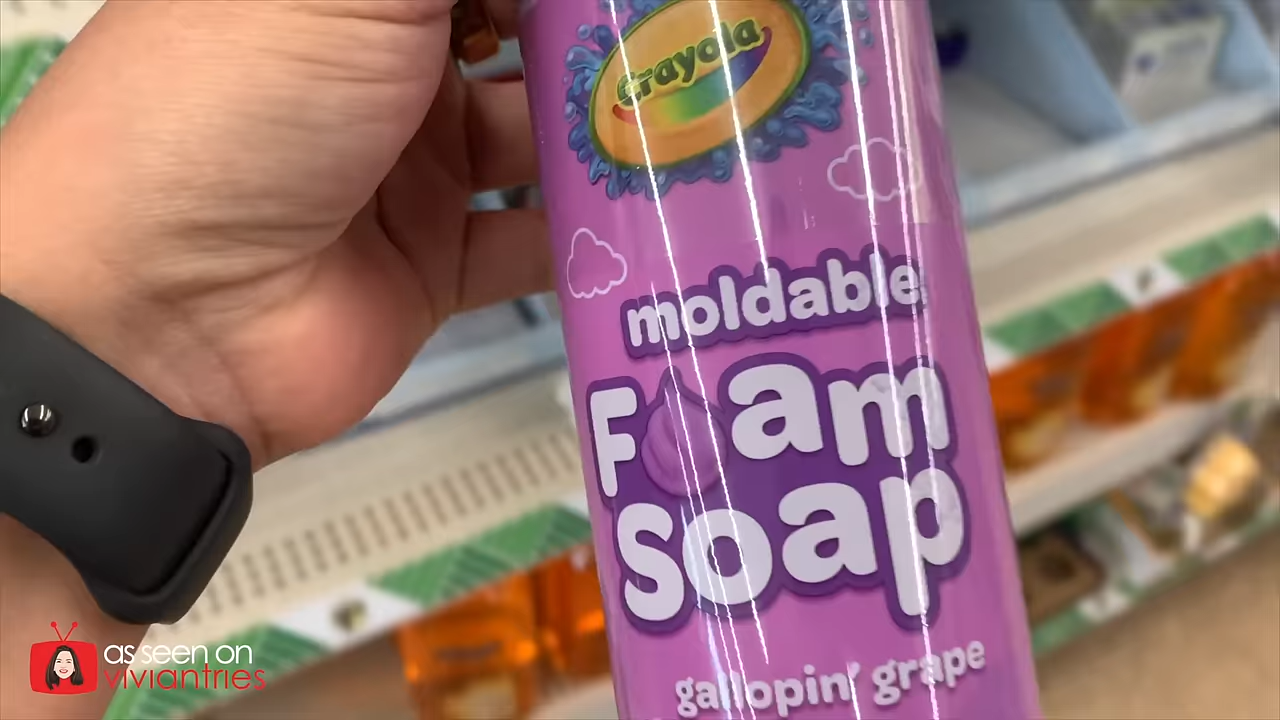 Crayola
moldable
Foam
Soap
gallopin' grape
as seen on
viviantries